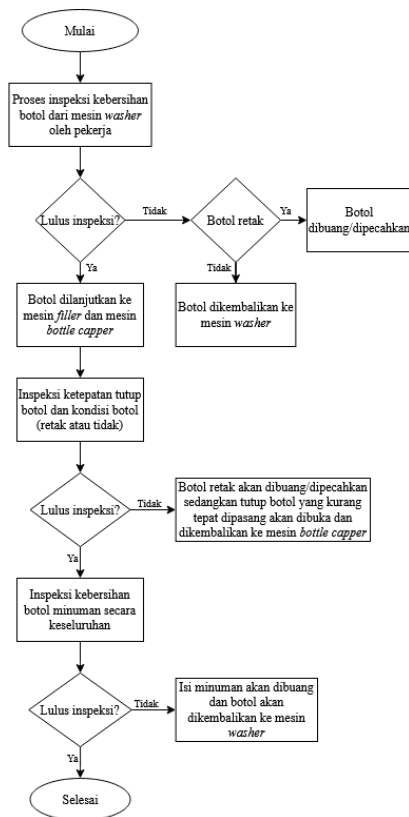 Mulai
Proses inspeksi kebersihan
botol dari mesin washer
oleh pekerja
Lulus inspeksi?
Tidak
Botol retak
Ya
Botol
dibuang/dipecahkan
Ya
Tidak
Botol dilanjutkan ke
mesin filler dan mesin
bottle capper
Botol dikembalikan ke
mesin washer
Inspeksi ketepatan tutup
botol dan kondisi botol
(retak atau tidak)
Lulus inspeksi?
Tidak
Botol retak akan dibuang/dipecahkan
sedangkan tutup botol yang kurang
tepat dipasang akan dibuka dan
dikembalikan ke mesin bottle capper
Ya
Inspeksi kebersihan
botol minuman secara
keseluruhan
Lulus inspeksi?
Tidak
Isi minuman akan dibuang
dan botol akan
dikembalikan ke mesin
washer
Ya
Selesai